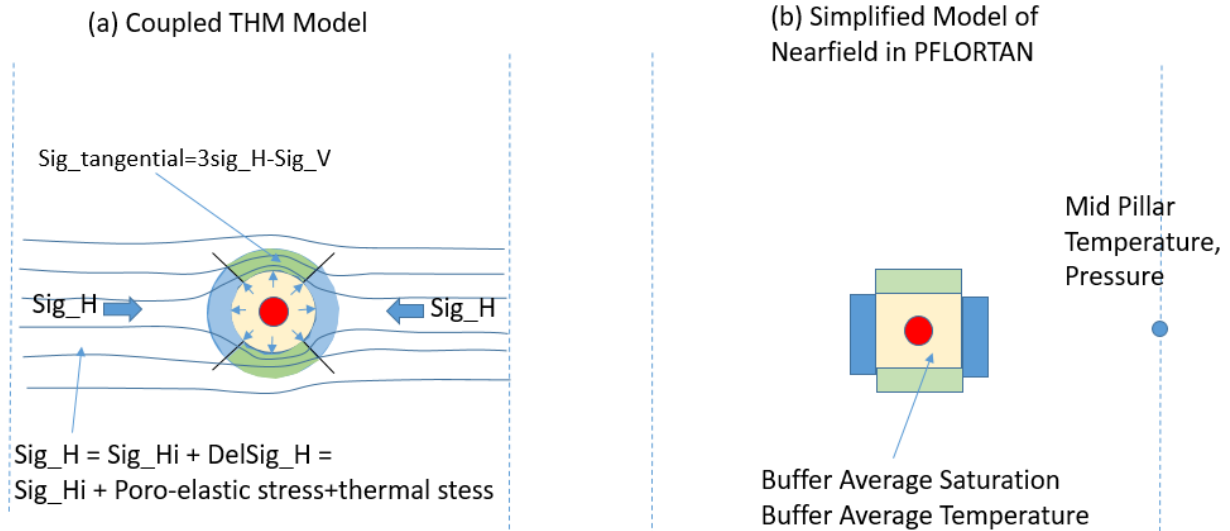 (a) Coupled THM Model
Sig_tangential=3sig_H-Sig_V
Sig_H
Sig_H
Sig_H = Sig_Hi + DelSig_H =
Sig_Hi + Poro-elastic stress+thermal stess
(b) Simplified Model of
Nearfield in PFLORTAN
Mid Pillar
Temperature,
Pressure
Buffer Average Saturation
Buffer Average Temperature